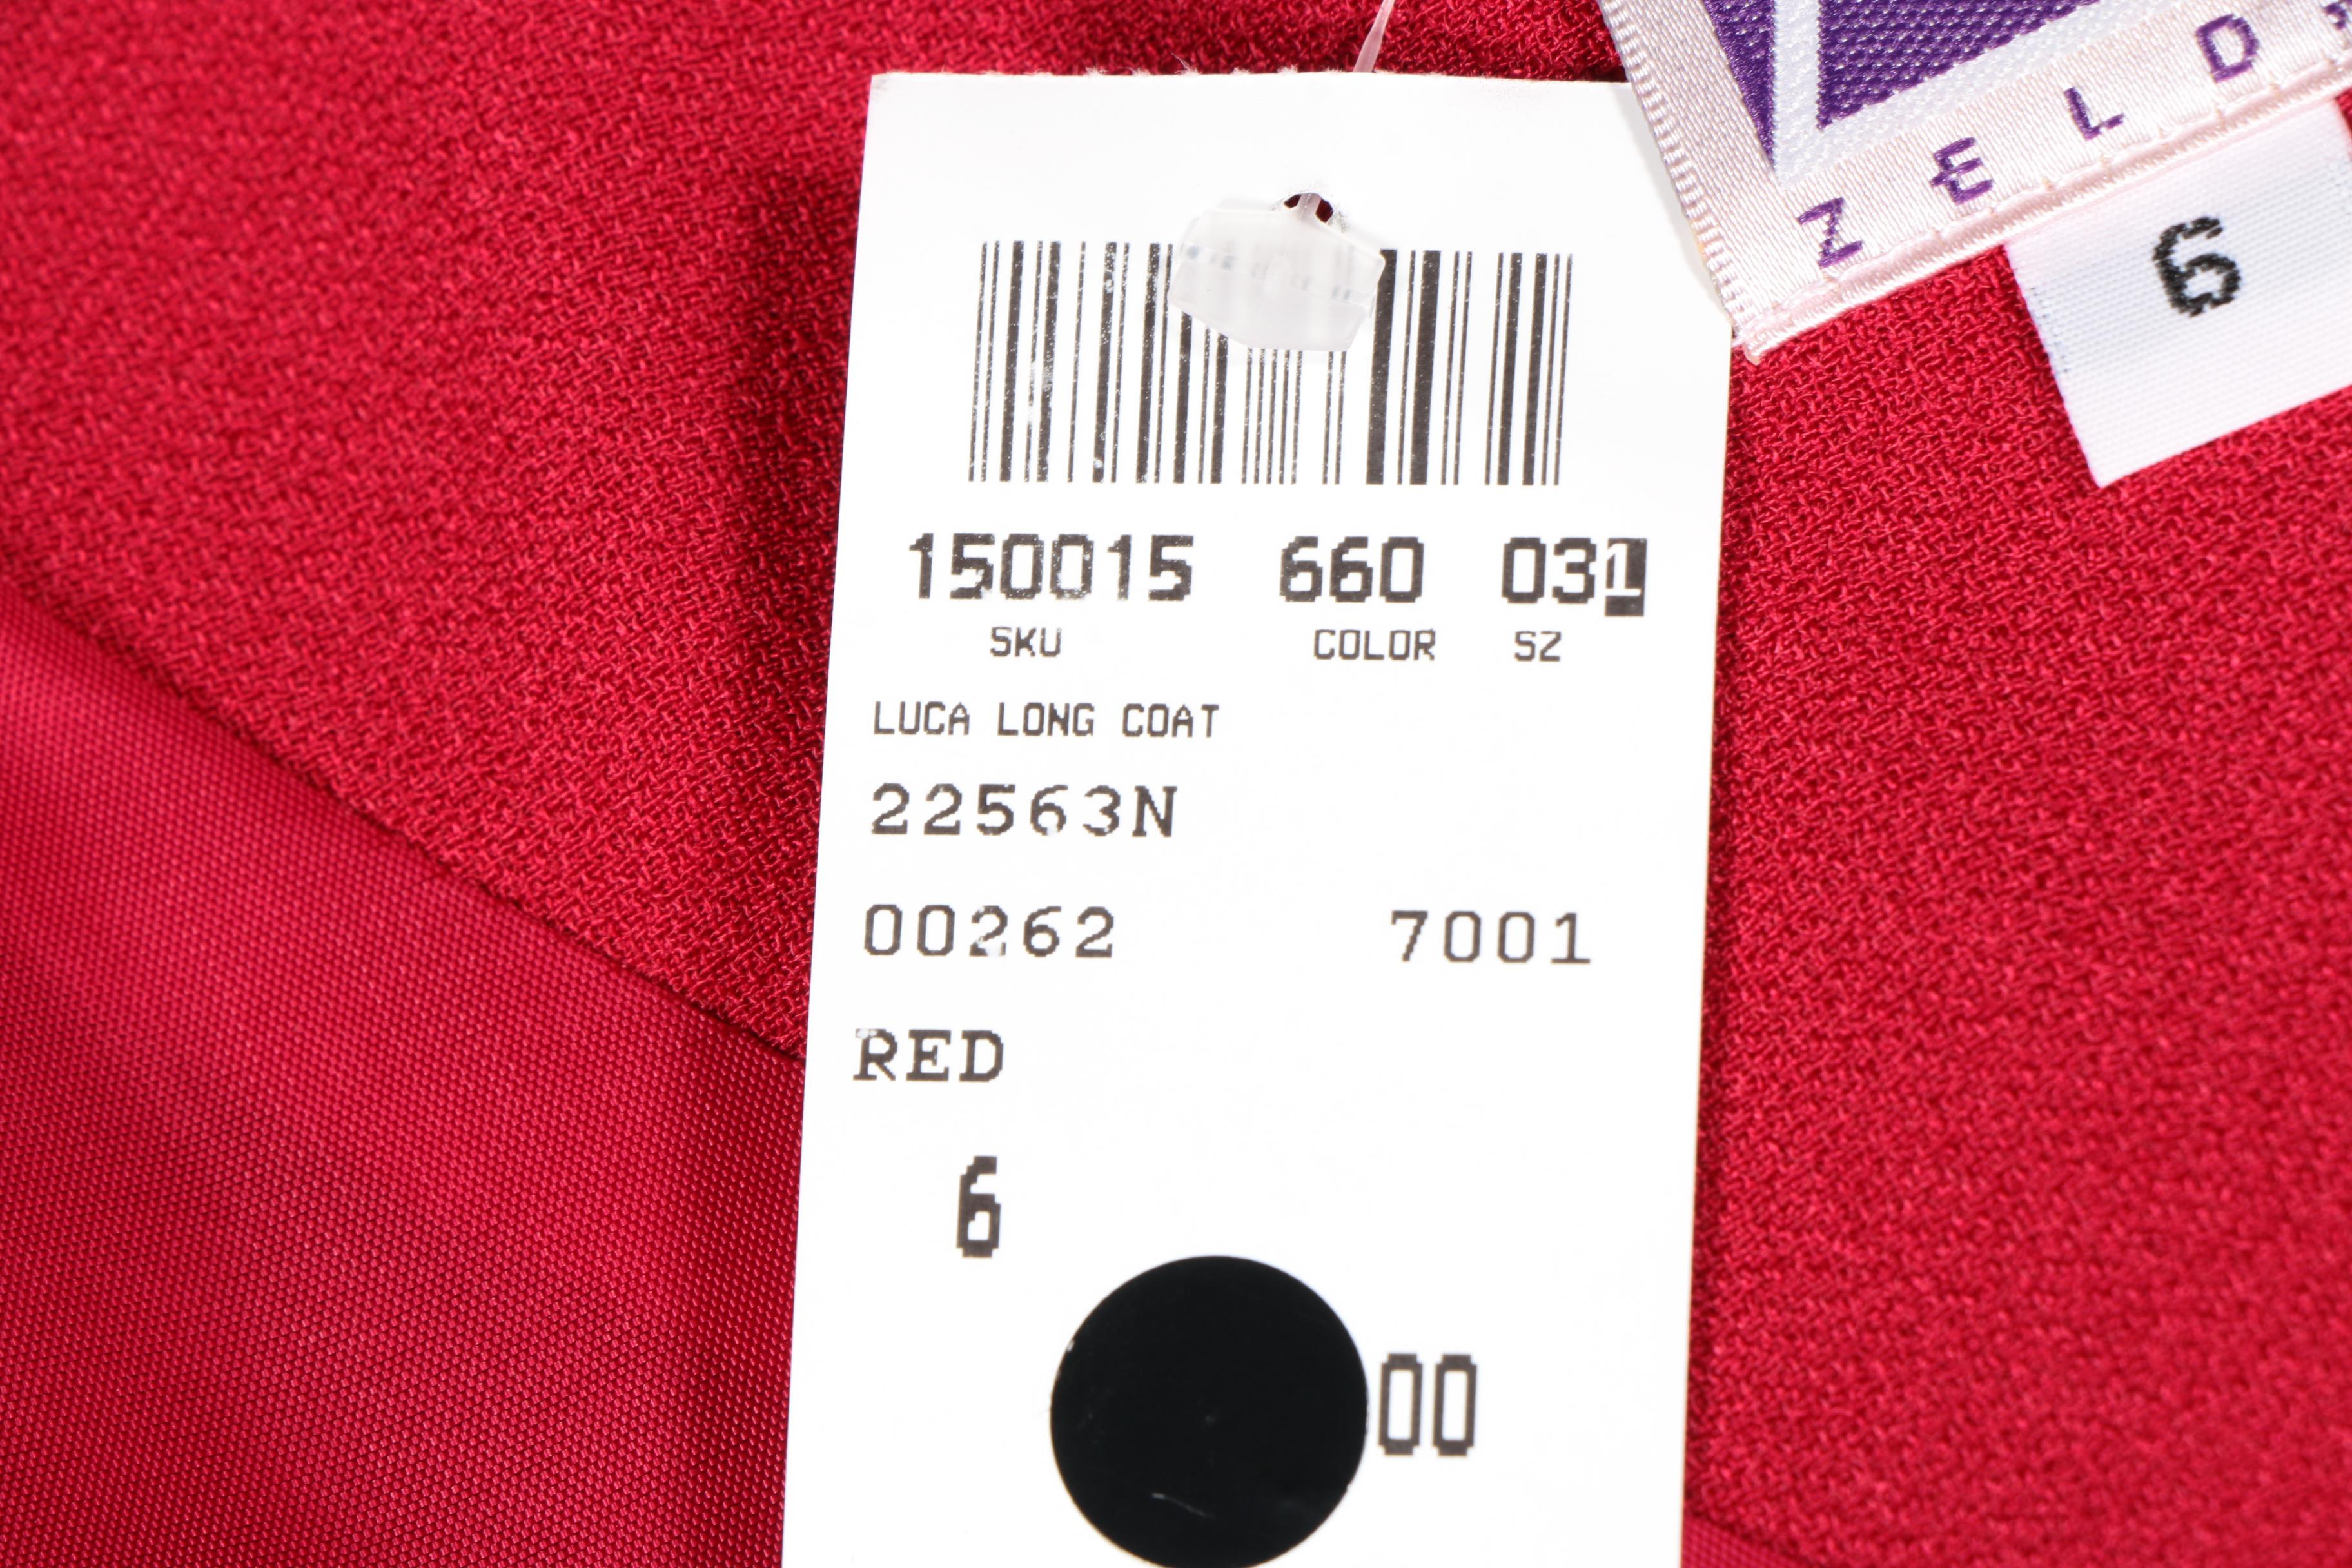 ZELD
6
150015 660 031
SKU COLOR SZ
LUCA LONG COAT
22563N
00262 7001
RED
6
00